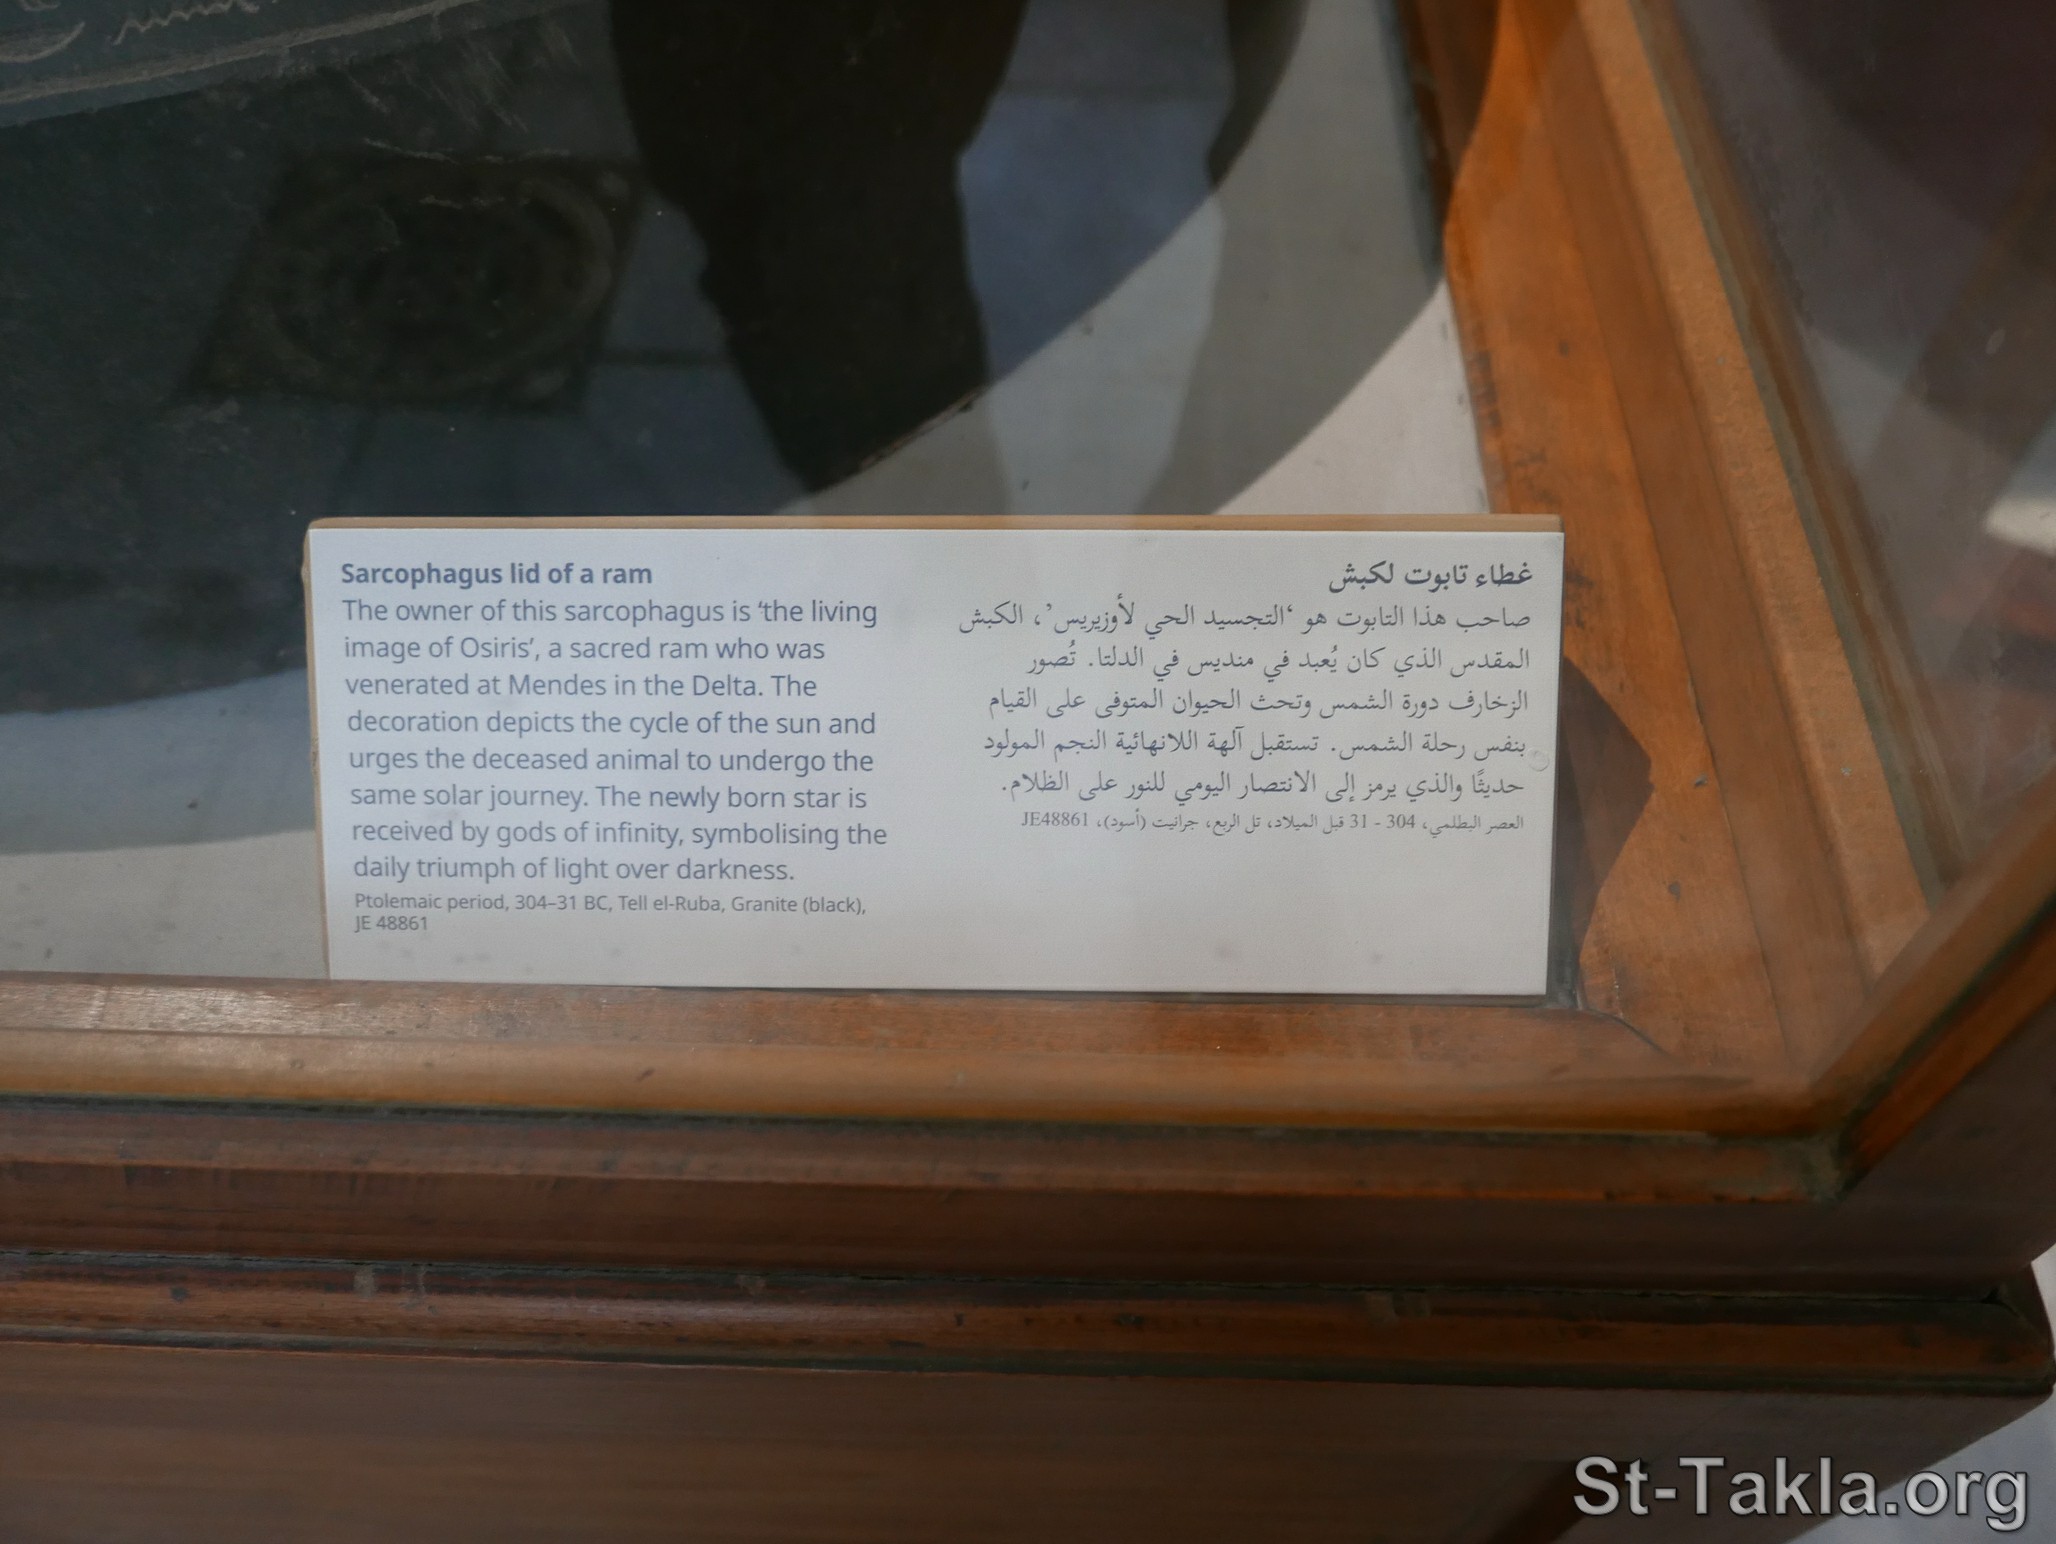 Sarcophagus lid of a ram
The owner of this sarcophagus is ‘the living
image of Osiris’, a sacred ram who was
venerated at Mendes in the Delta. The
decoration depicts the cycle of the sun and
urges the deceased animal to undergo the
same solar journey. The newly born star is
received by gods of infinity, symbolising the
daily triumph of light over darkness.
Ptolemaic period, 304–31 BC, Tell el-Ruba, Granite (black),
JE 48861
غطاء تابوت لكبش
صاحب هذا التابوت هو ‘التجسيد الحي لأوزيريس’، الكبش
المقدس الذي كان يُعبد في منديس في الدلتا. تُصور
الزخارف دورة الشمس وتحث الحيوان المتوفى على القيام
بنفس رحلة الشمس. تستقبل آلهة اللانهائية النجم المولود
حديثًا والذي يرمز إلى الانتصار اليومي للنور على الظلام.
العصر البطلمي، 304 - 31 قبل الميلاد، تل الربع، جرانيت (أسود)، JE48861
St-Takla.org